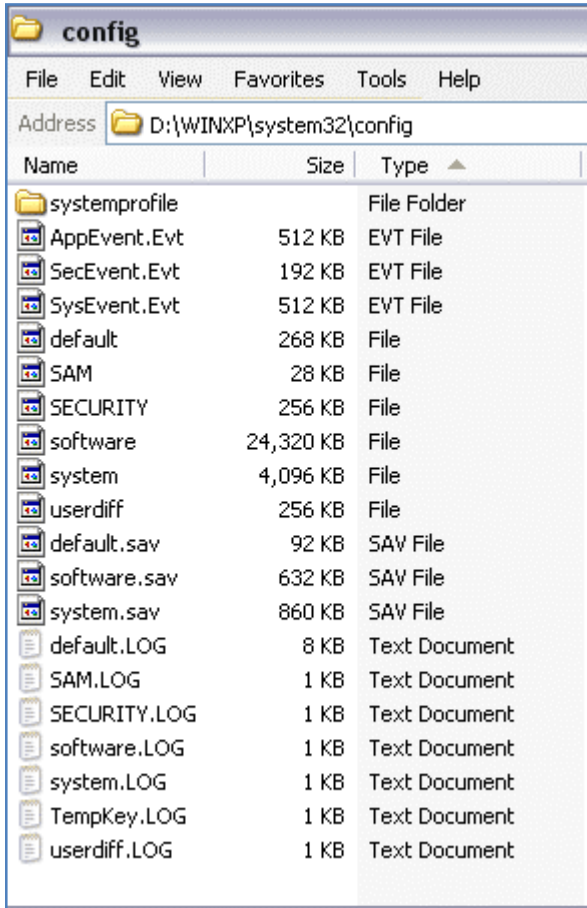 config
File Edit View Favorites Tools Help
Address D:\WINXP\system32\config
Name Size Type
systemprofile File Folder
AppEvent.Evt 512 KB EVT File
SecEvent.Evt 192 KB EVT File
SysEvent.Evt 512 KB EVT File
default 268 KB File
SAM 28 KB File
SECURITY 256 KB File
software 24,320 KB File
system 4,096 KB File
userdiff 256 KB File
default.sav 92 KB SAV File
software.sav 632 KB SAV File
system.sav 860 KB SAV File
default.LOG 8 KB Text Document
SAM.LOG 1 KB Text Document
SECURITY.LOG 1 KB Text Document
software.LOG 1 KB Text Document
system.LOG 1 KB Text Document
TempKey.LOG 1 KB Text Document
userdiff.LOG 1 KB Text Document